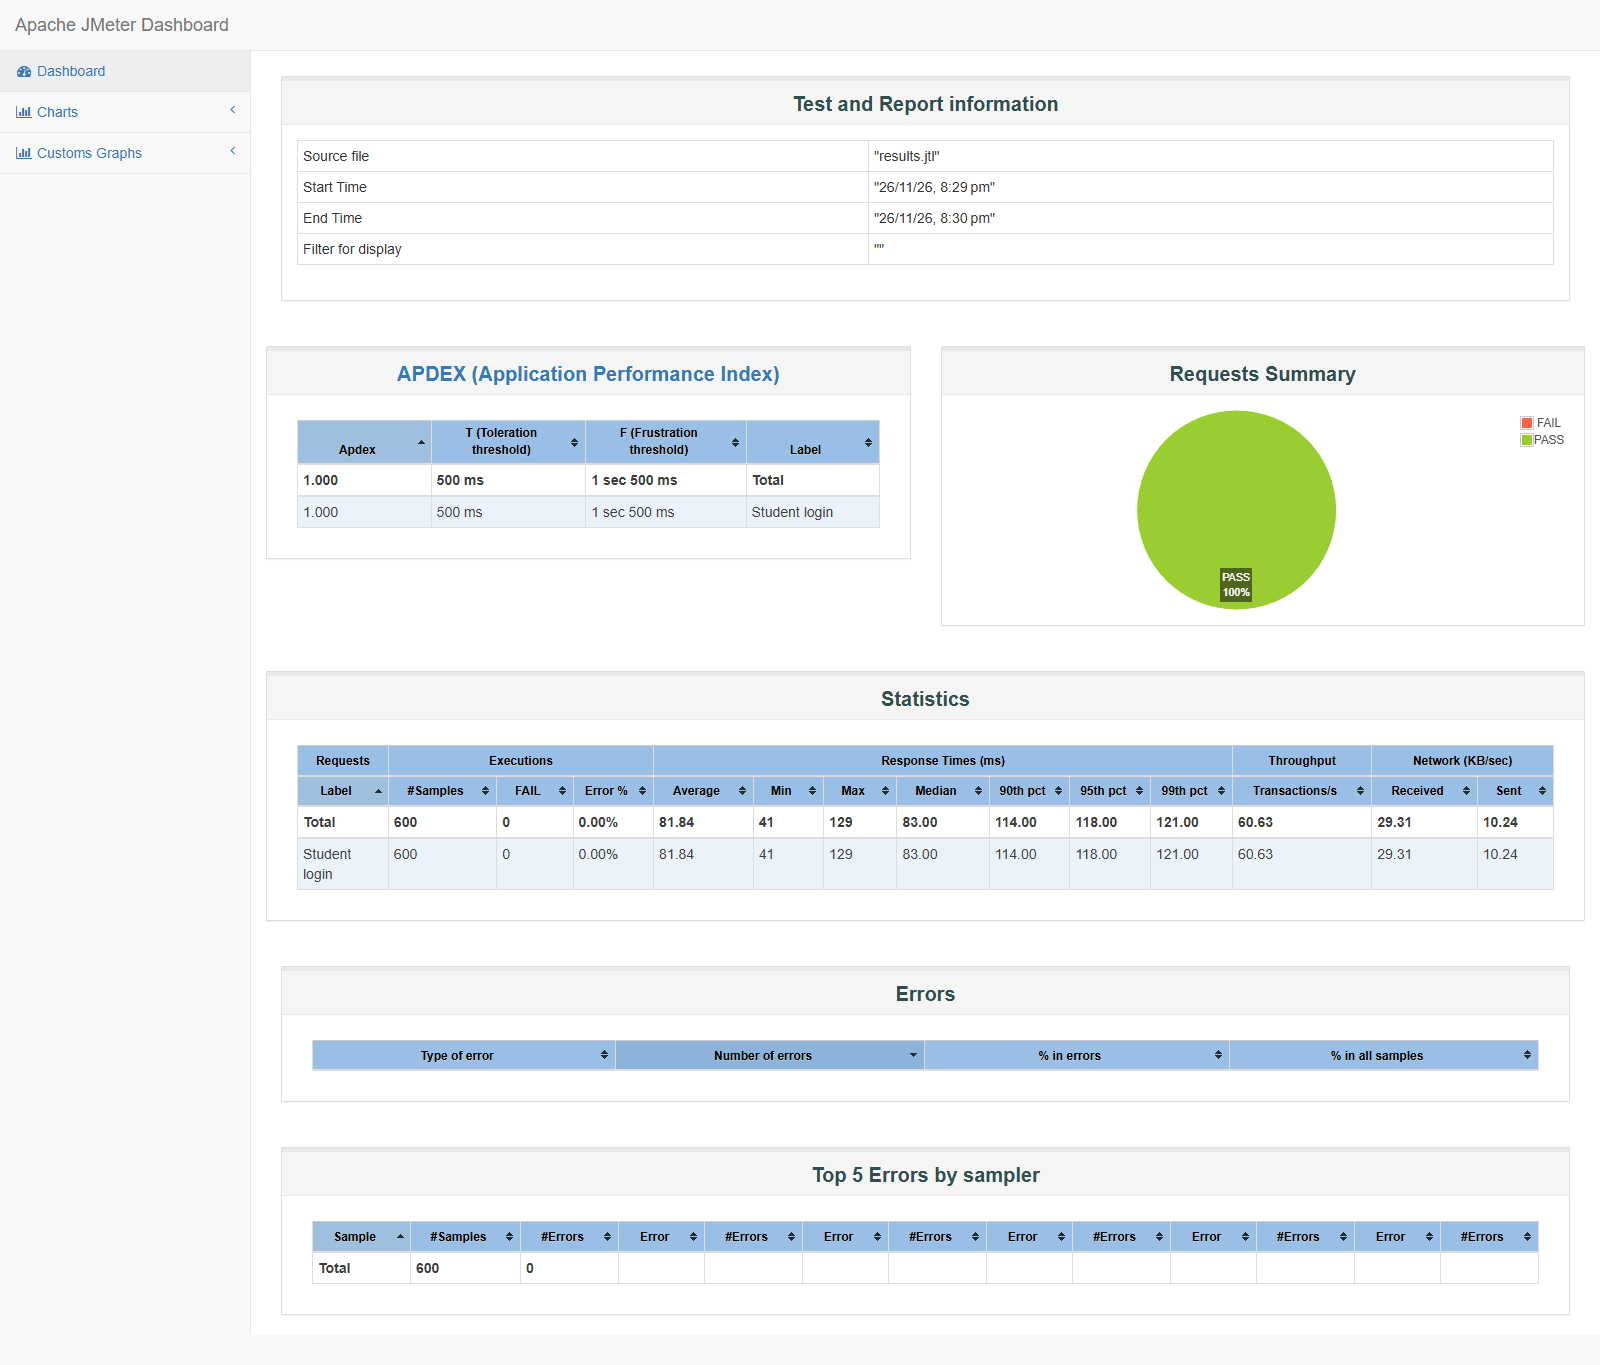 Apache JMeter Dashboard
Dashboard
Charts
Customs Graphs
Test and Report information
Source file "results.jtl"
Start Time "26/11/26, 8:29 pm"
End Time "26/11/26, 8:30 pm"
Filter for display ""
APDEX (Application Performance Index)
Apdex T (Toleration threshold) F (Frustration threshold) Label
1.000 500 ms 1 sec 500 ms Total
1.000 500 ms 1 sec 500 ms Student login
Requests Summary
FAIL
PASS
PASS
100%
Statistics
Requests Executions Response Times (ms) Throughput Network (KB/sec)
Label #Samples FAIL Error % Average Min Max Median 90th pct 95th pct 99th pct Transactions/s Received Sent
Total 600 0 0.00% 81.84 41 129 83.00 114.00 118.00 121.00 60.63 29.31 10.24
Student login 600 0 0.00% 81.84 41 129 83.00 114.00 118.00 121.00 60.63 29.31 10.24
Errors
Type of error Number of errors % in errors % in all samples
Top 5 Errors by sampler
Sample #Samples #Errors Error #Errors Error #Errors Error #Errors Error #Errors Error #Errors
Total 600 0